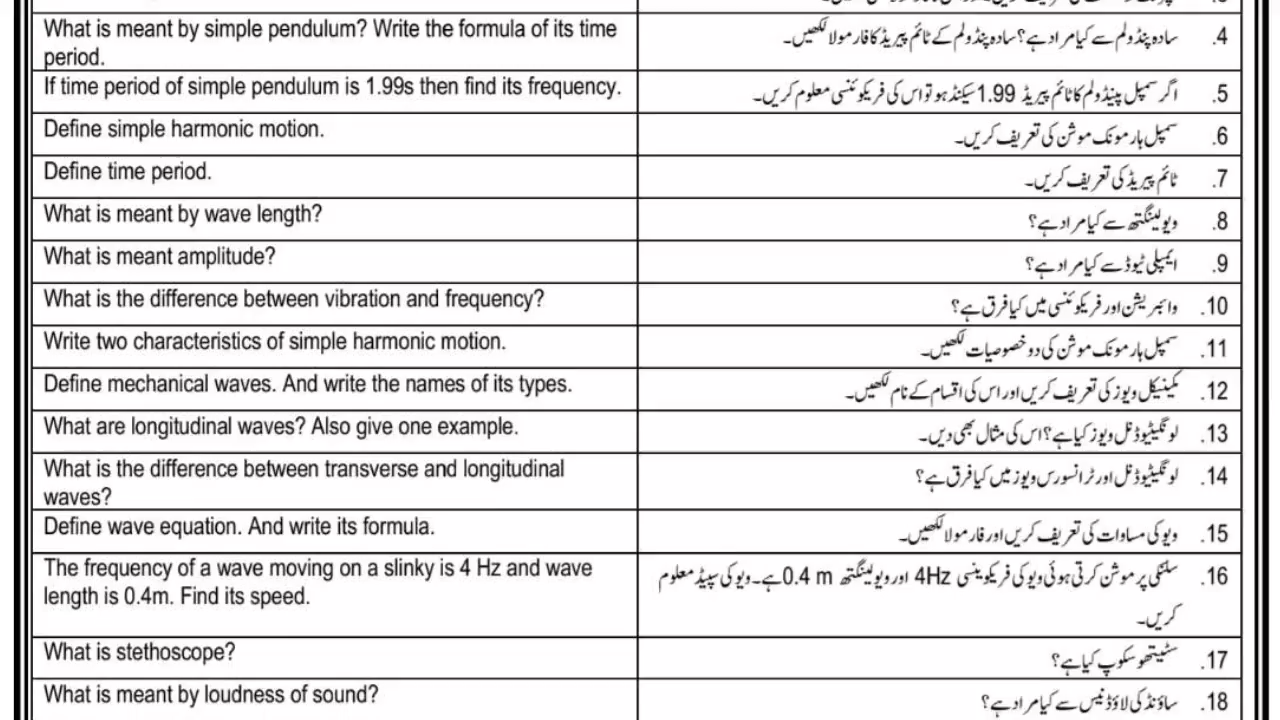 What is meant by simple pendulum? Write the formula of its time
period.
سادہ پنڈولم سے کیا مراد ہے؟ سادہ پنڈولم کے ٹائم پیریڈ کا فارمولا لکھیں۔ .4
If time period of simple pendulum is 1.99s then find its frequency.
اگر سمپل پینڈولم کا ٹائم پیریڈ 1.99 سیکنڈ ہو تو اس کی فریکوئنسی معلوم کریں۔ .5
Define simple harmonic motion.
سمپل ہارمونک موشن کی تعریف کریں۔ .6
Define time period.
ٹائم پیریڈ کی تعریف کریں۔ .7
What is meant by wave length?
ویولینگتھ سے کیا مراد ہے؟ .8
What is meant amplitude?
ایمپلی ٹیوڈ سے کیا مراد ہے؟ .9
What is the difference between vibration and frequency?
وائبریشن اور فریکوئنسی میں کیا فرق ہے؟ .10
Write two characteristics of simple harmonic motion.
سمپل ہارمونک موشن کی دو خصوصیات لکھیں۔ .11
Define mechanical waves. And write the names of its types.
مکینیکل ویوز کی تعریف کریں اور اس کی اقسام کے نام لکھیں۔ .12
What are longitudinal waves? Also give one example.
لونگیٹیوڈنل ویوز کیا ہے؟ اس کی مثال بھی دیں۔ .13
What is the difference between transverse and longitudinal
waves?
لونگیٹیوڈنل اور ٹرانسورس ویوز میں کیا فرق ہے؟ .14
Define wave equation. And write its formula.
ویو کی مساوات کی تعریف کریں اور فارمولا لکھیں۔ .15
The frequency of a wave moving on a slinky is 4 Hz and wave
length is 0.4m. Find its speed.
سلنکی پر موشن کرتی ہوئی ویو کی فریکوینسی 4Hz اور ویولینگتھ 0.4 m ہے۔ ویو کی سپیڈ معلوم .16
کریں۔
What is stethoscope?
سٹیتھوسکوپ کیا ہے؟ .17
What is meant by loudness of sound?
ساؤنڈ کی لاؤڈنیس سے کیا مراد ہے؟ .18